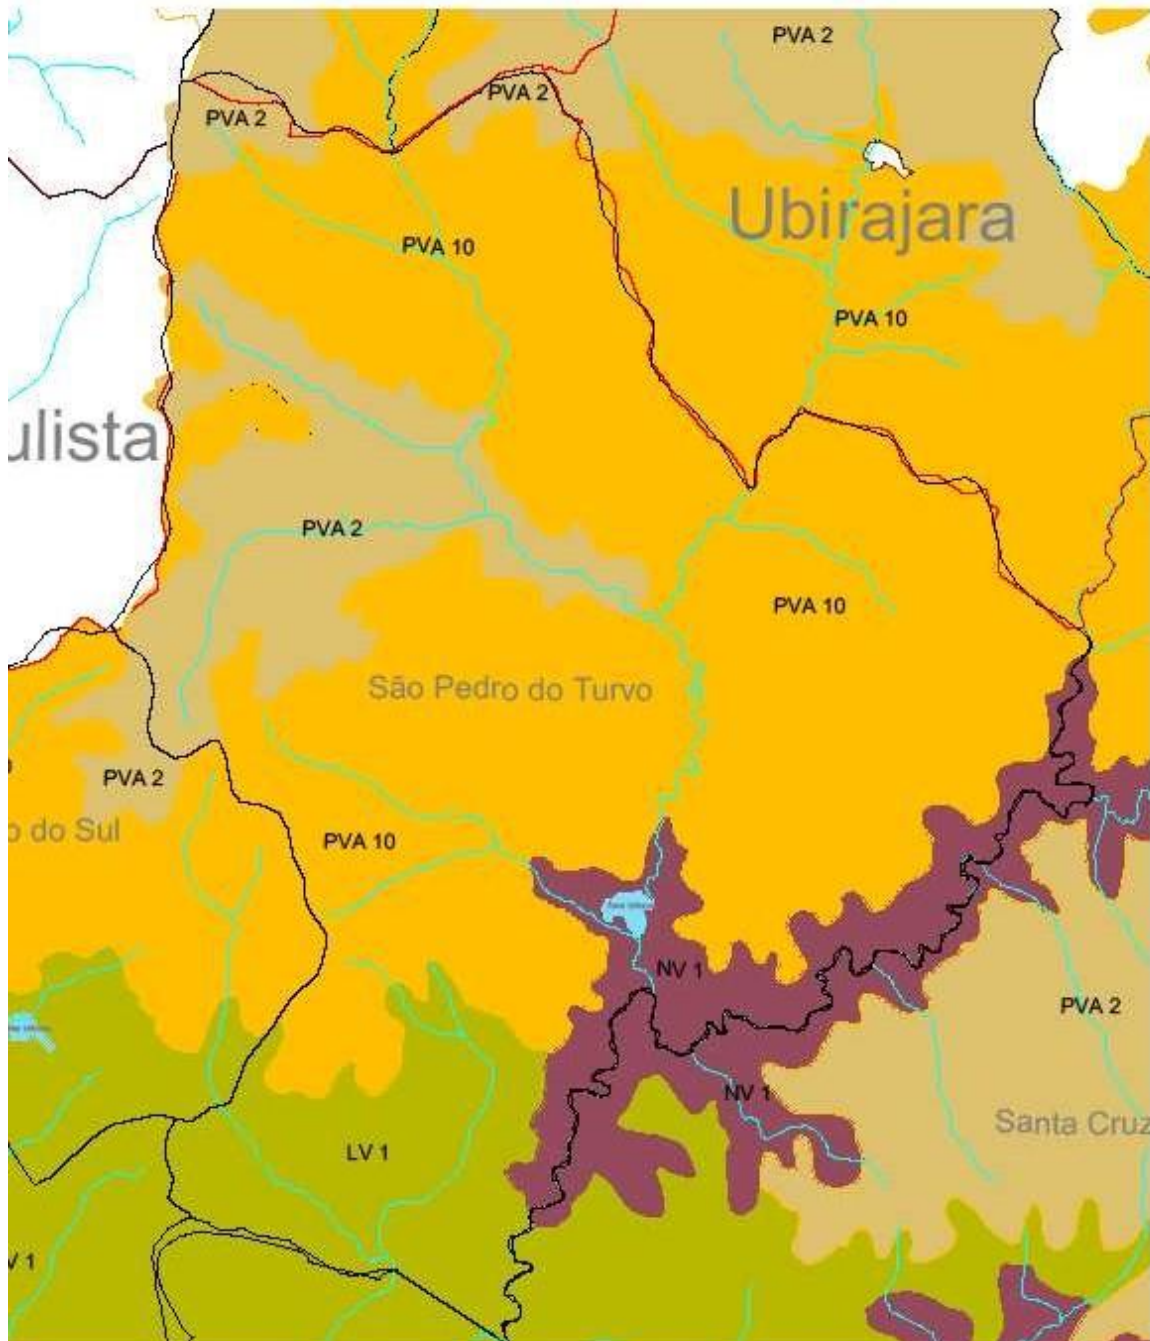 PVA 2
PVA 2
PVA 2
Ubirajara
PVA 10
PVA 10
ulista
PVA 2
PVA 10
São Pedro do Turvo
PVA 2
o do Sul
PVA 10
NV 1
PVA 2
NV 1
Santa Cruz
LV 1
V 1